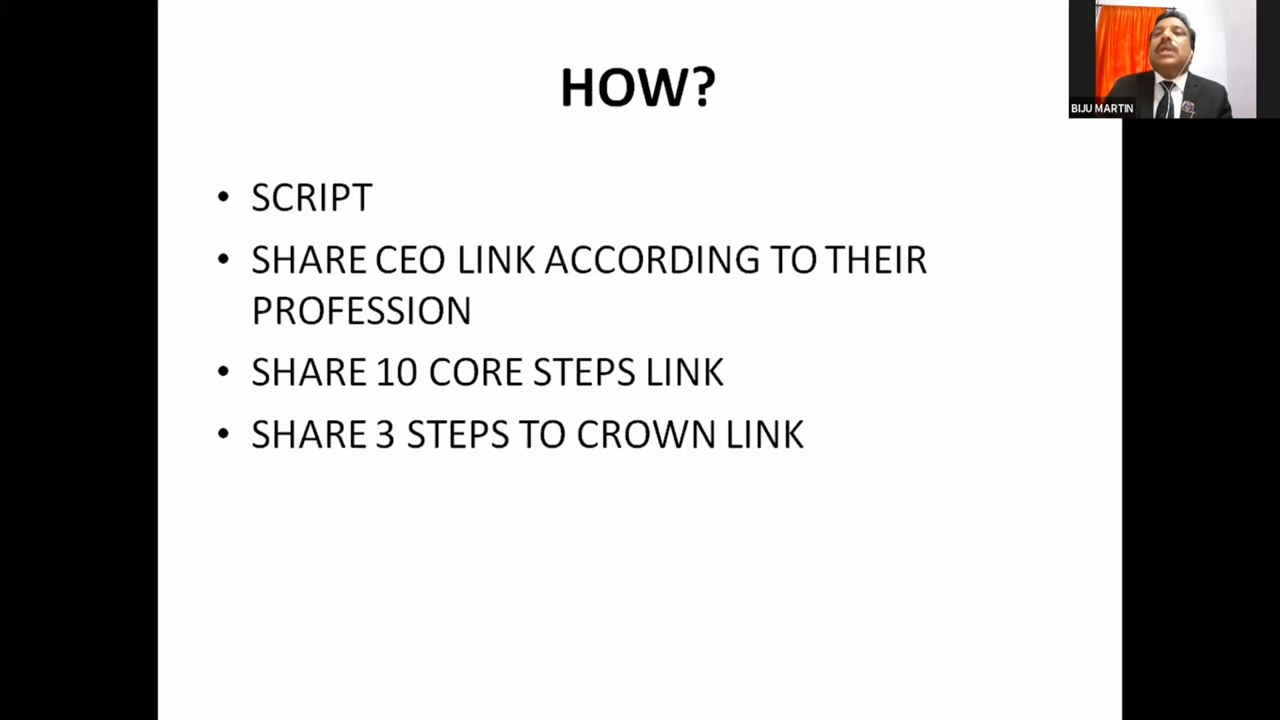 HOW?
BIJU MARTIN
• SCRIPT
• SHARE CEO LINK ACCORDING TO THEIR
PROFESSION
• SHARE 10 CORE STEPS LINK
• SHARE 3 STEPS TO CROWN LINK